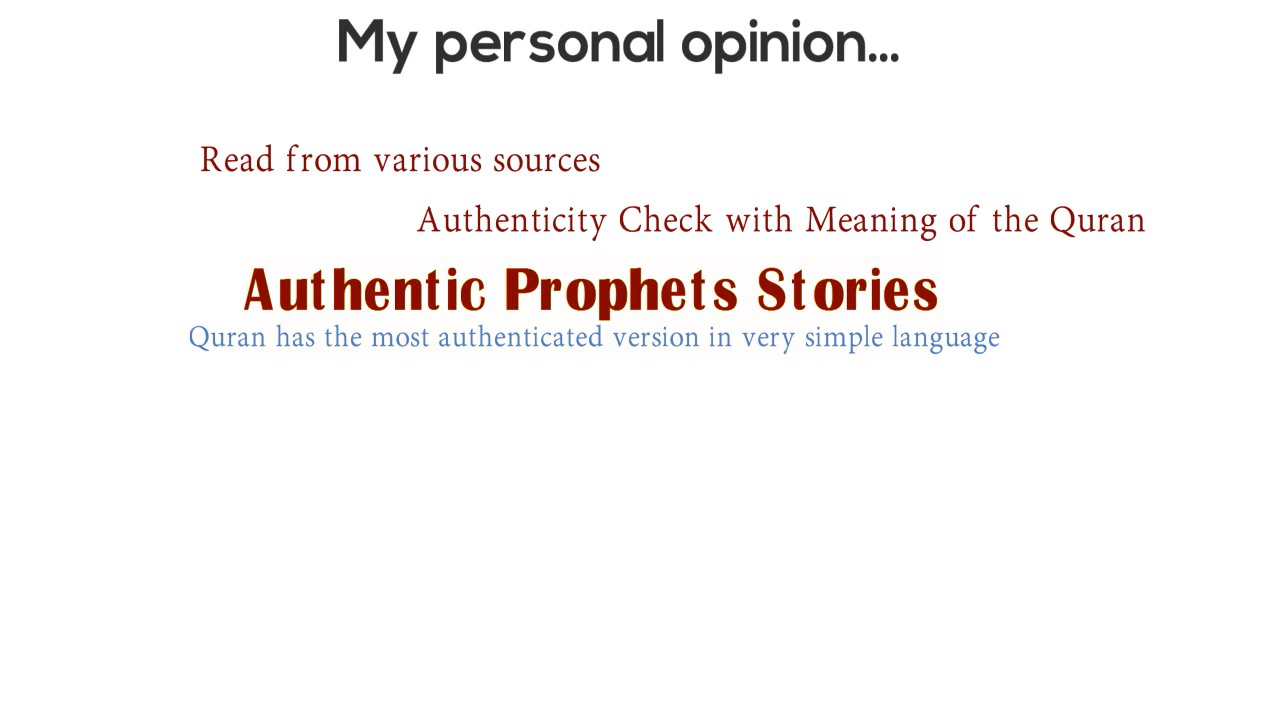 My personal opinion...
Read from various sources
Authenticity Check with Meaning of the Quran
Authentic Prophets Stories
Quran has the most authenticated version in very simple language